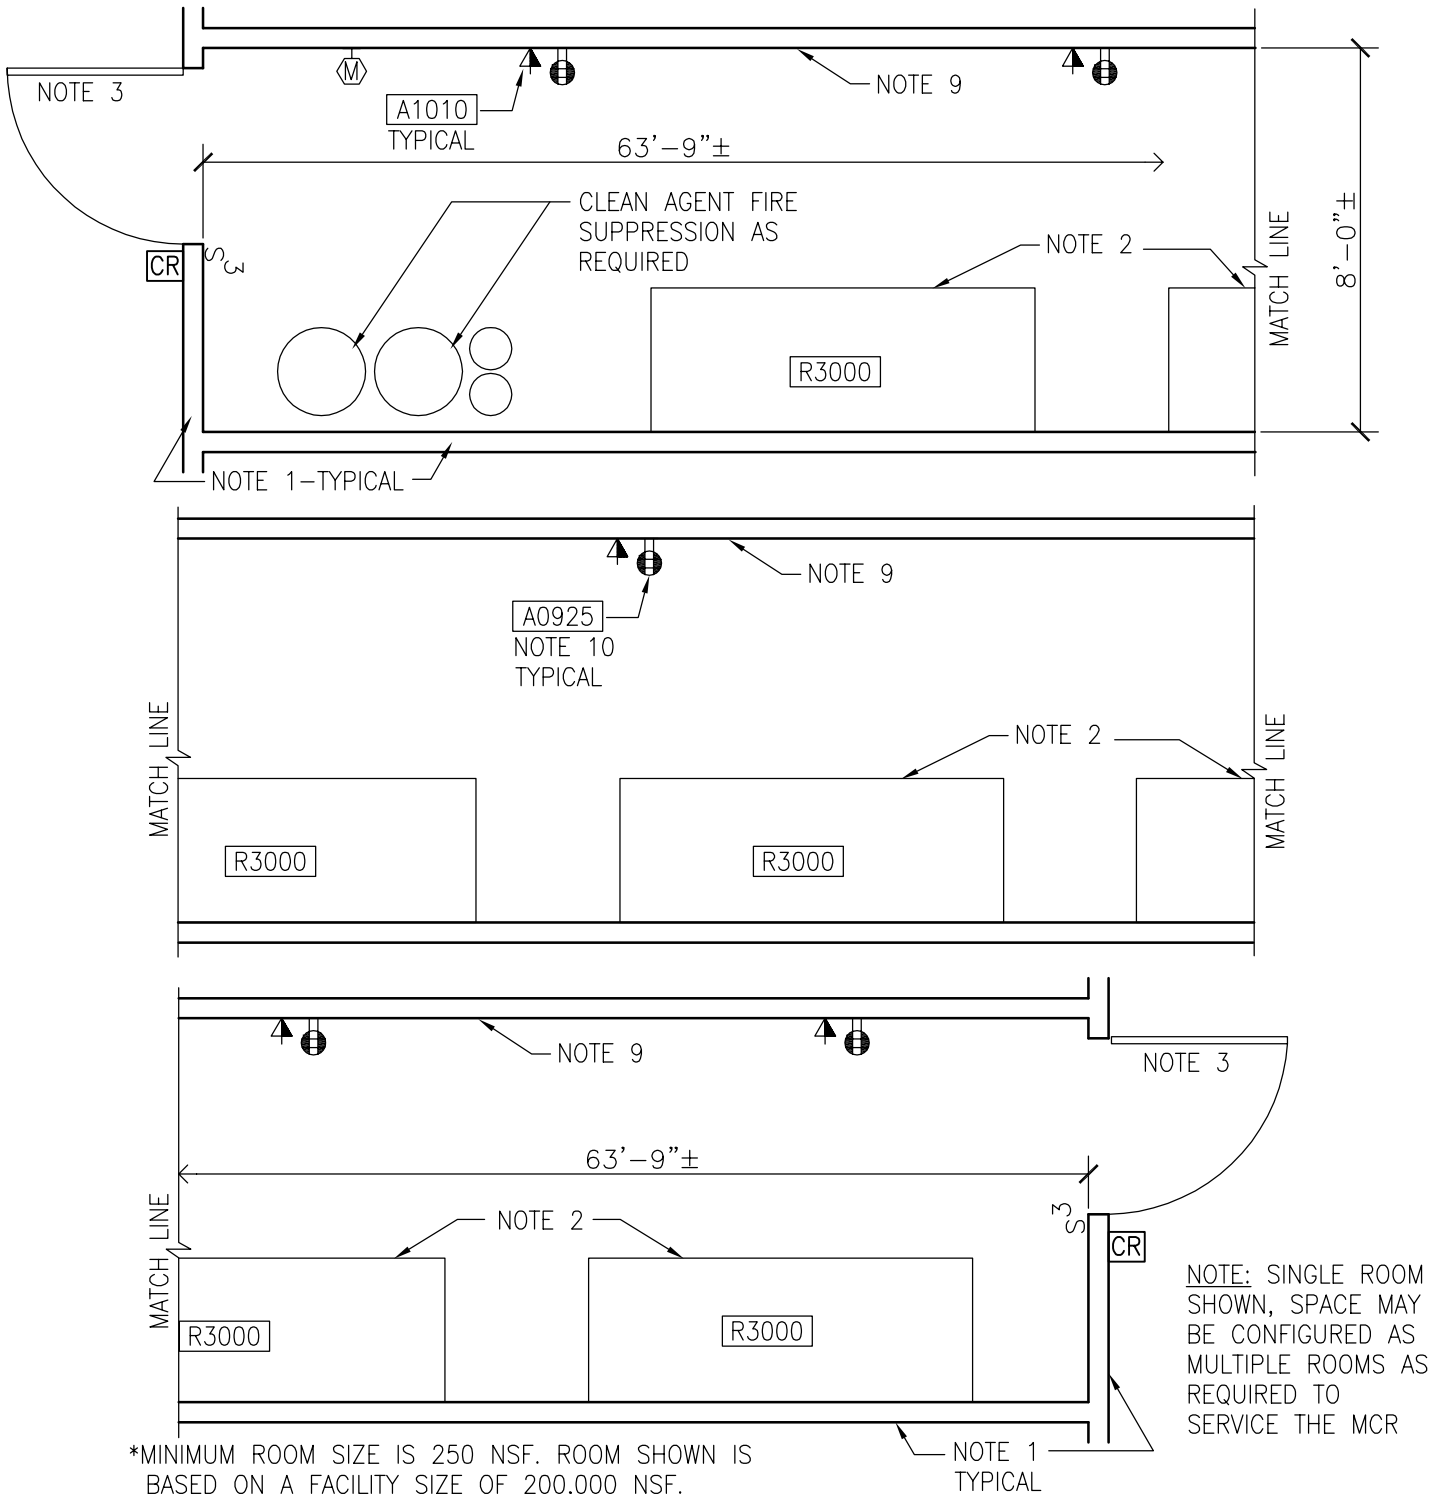 NOTE 3
M
A1010
TYPICAL
NOTE 9
63'-9"±
CLEAN AGENT FIRE
SUPPRESSION AS
REQUIRED
NOTE 2
MATCH LINE
8'-0"±
CR
S3
R3000
NOTE 1-TYPICAL
NOTE 9
A0925
NOTE 10
TYPICAL
MATCH LINE
NOTE 2
MATCH LINE
R3000
R3000
NOTE 9
NOTE 3
63'-9"±
MATCH LINE
NOTE 2
S3
CR
R3000
R3000
NOTE: SINGLE ROOM
SHOWN, SPACE MAY
BE CONFIGURED AS
MULTIPLE ROOMS AS
REQUIRED TO
SERVICE THE MCR
*MINIMUM ROOM SIZE IS 250 NSF. ROOM SHOWN IS
BASED ON A FACILITY SIZE OF 200.000 NSF.
NOTE 1
TYPICAL